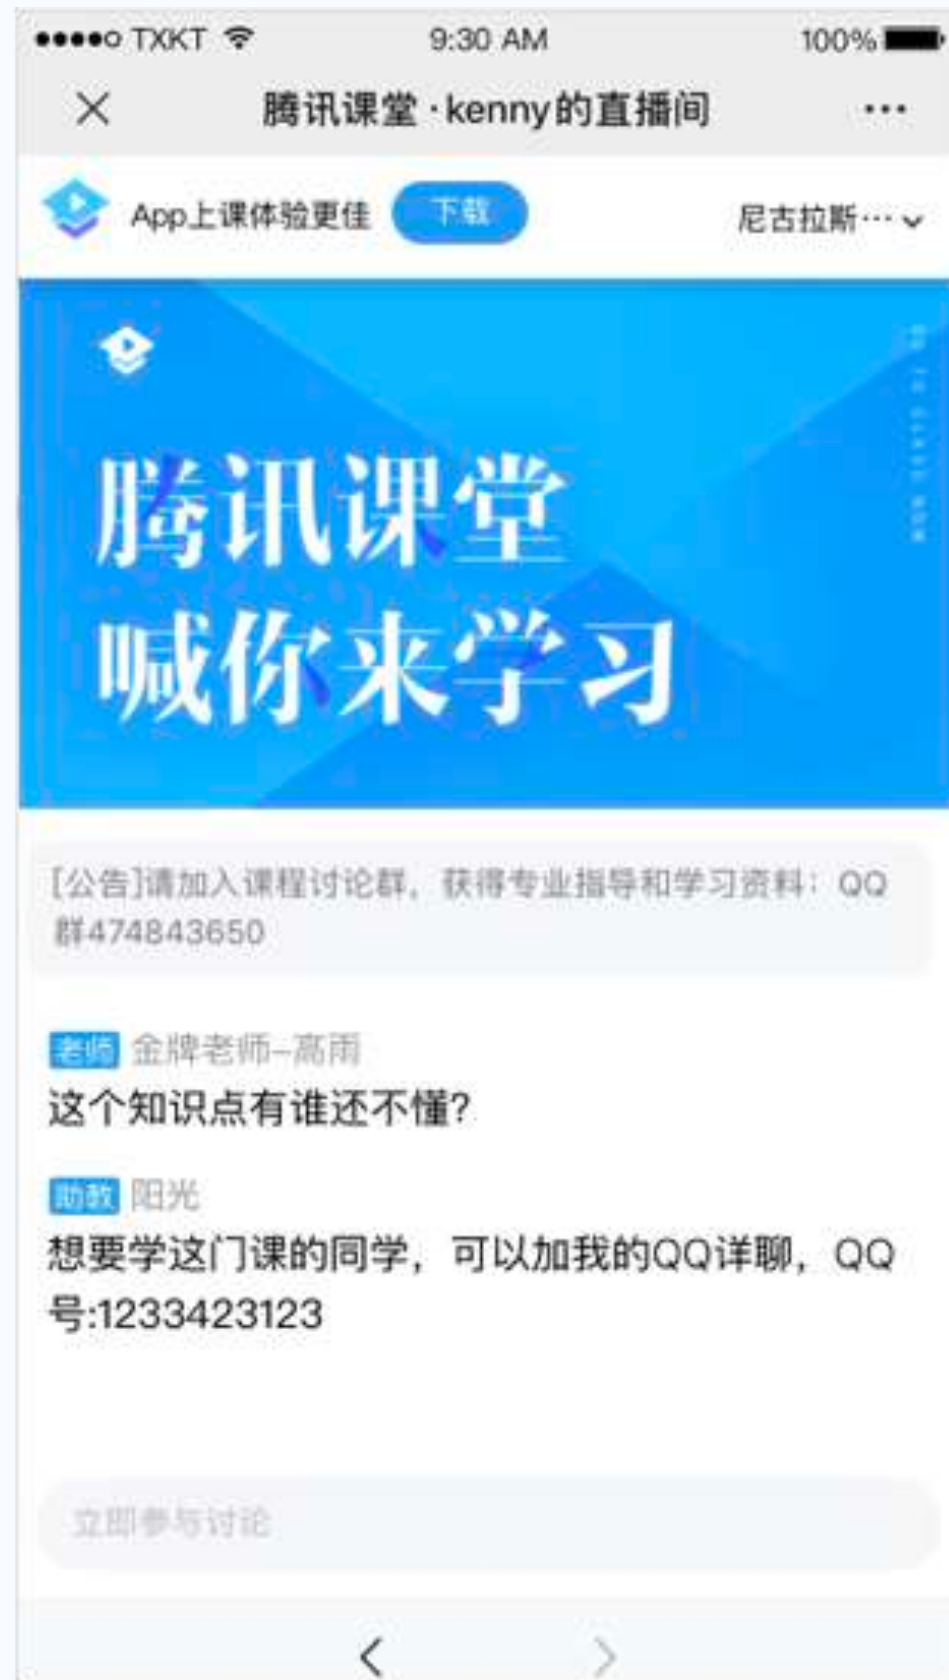 TXKT 9:30 AM 100%
腾讯课堂·kenny的直播间
App上课体验更佳 下载 尼古拉斯···
腾讯课堂
喊你来学习
[公告]请加入课程讨论群，获得专业指导和学习资料：QQ
群474843650
老师 金牌老师-高雨
这个知识点有谁还不懂?
助教 阳光
想要学这门课的同学，可以加我的QQ详聊，QQ
号:1233423123
立即参与讨论